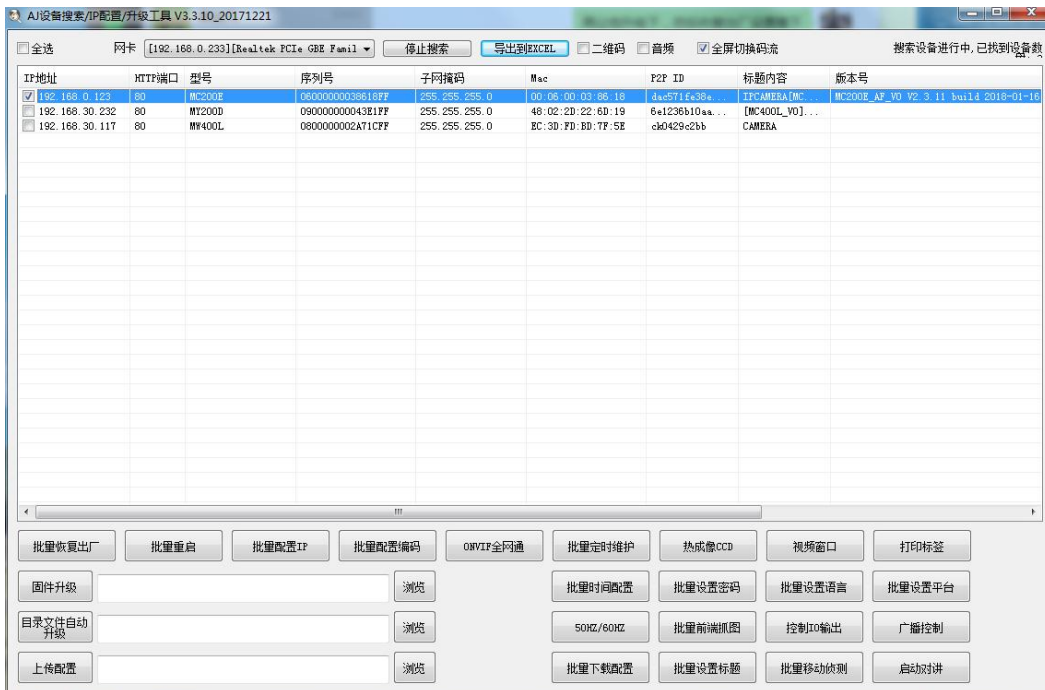 AJ设备搜索/IP配置/升级工具 V3.3.10_20171221
全选 网卡 [192.168.0.233][Realtek PCIe GBE Famil 停止搜索 导出到EXCEL 二维码 音频 全屏切换码流 搜索设备进行中,已找到设备数
IP地址 HTTP端口 型号 序列号 子网掩码 Mac P2P ID 标题内容 版本号
192.168.0.123 80 MC200E 06000000038618FF 255.255.255.0 00:06:00:03:86:18 dac571fe38e... IPCAMERA[MC... MC200E_AF_V0 V2.3.11 build 2018-01-16
192.168.30.232 80 MY200D 090000000043E1FF 255.255.255.0 48:02:2D:22:6D:19 6e1236b10aa... [MC400L_V0]...
192.168.30.117 80 MW400L 0800000002A71CFF 255.255.255.0 EC:3D:FD:BD:7F:5E ck0429c2bb CAMERA
批量恢复出厂 批量重启 批量配置IP 批量配置编码 ONVIF全网通 批量定时维护 热成像CCD 视频窗口 打印标签
固件升级 浏览 批量时间配置 批量设置密码 批量设置语言 批量设置平台
目录文件自动
升级 浏览 50HZ/60HZ 批量前端抓图 控制IO输出 广播控制
上传配置 浏览 批量下载配置 批量设置标题 批量移动侦测 启动对讲